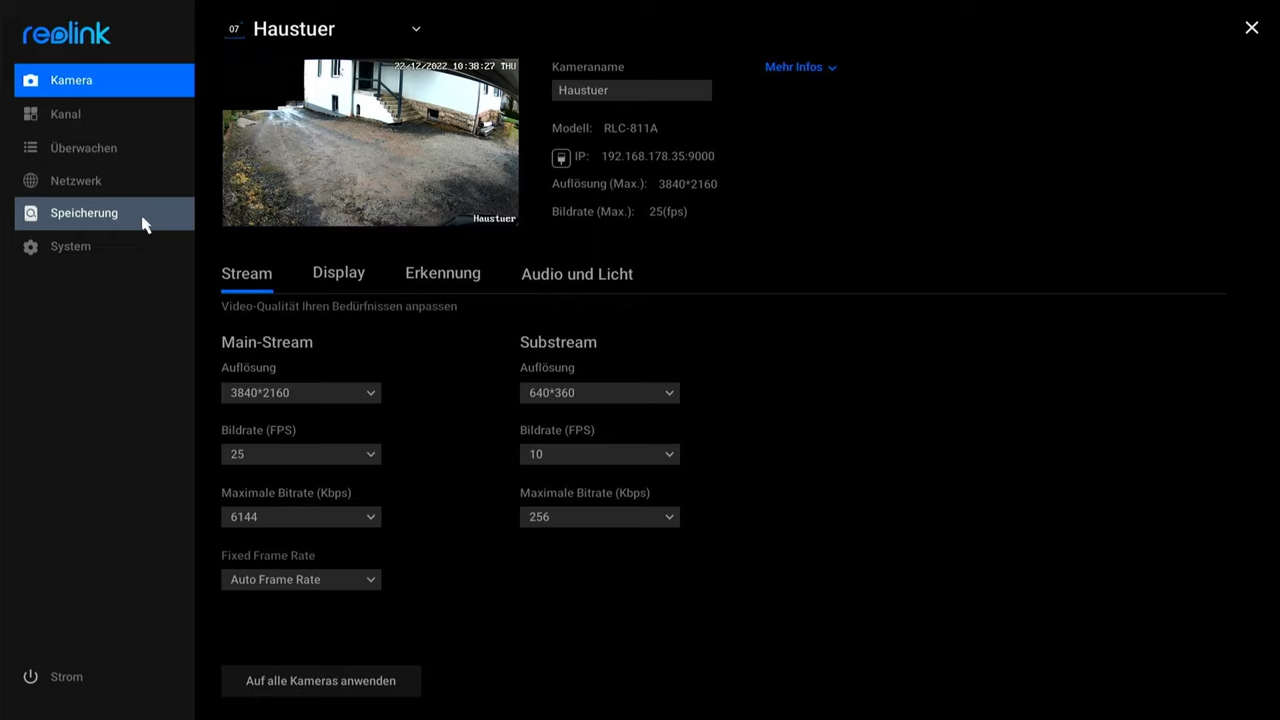 reolink
Kamera
Kanal
Überwachen
Netzwerk
Speicherung
System
Strom
07 Haustuer
22/12/2022 10:38:27 THU
Haustuer
Kameraname
Haustuer
Modell: RLC-811A
IP: 192.168.178.35:9000
Auflösung (Max.): 3840*2160
Bildrate (Max.): 25(fps)
Mehr Infos
Stream Display Erkennung Audio und Licht
Video-Qualität Ihren Bedürfnissen anpassen
Main-Stream
Auflösung
3840*2160
Bildrate (FPS)
25
Maximale Bitrate (Kbps)
6144
Fixed Frame Rate
Auto Frame Rate
Substream
Auflösung
640*360
Bildrate (FPS)
10
Maximale Bitrate (Kbps)
256
Auf alle Kameras anwenden